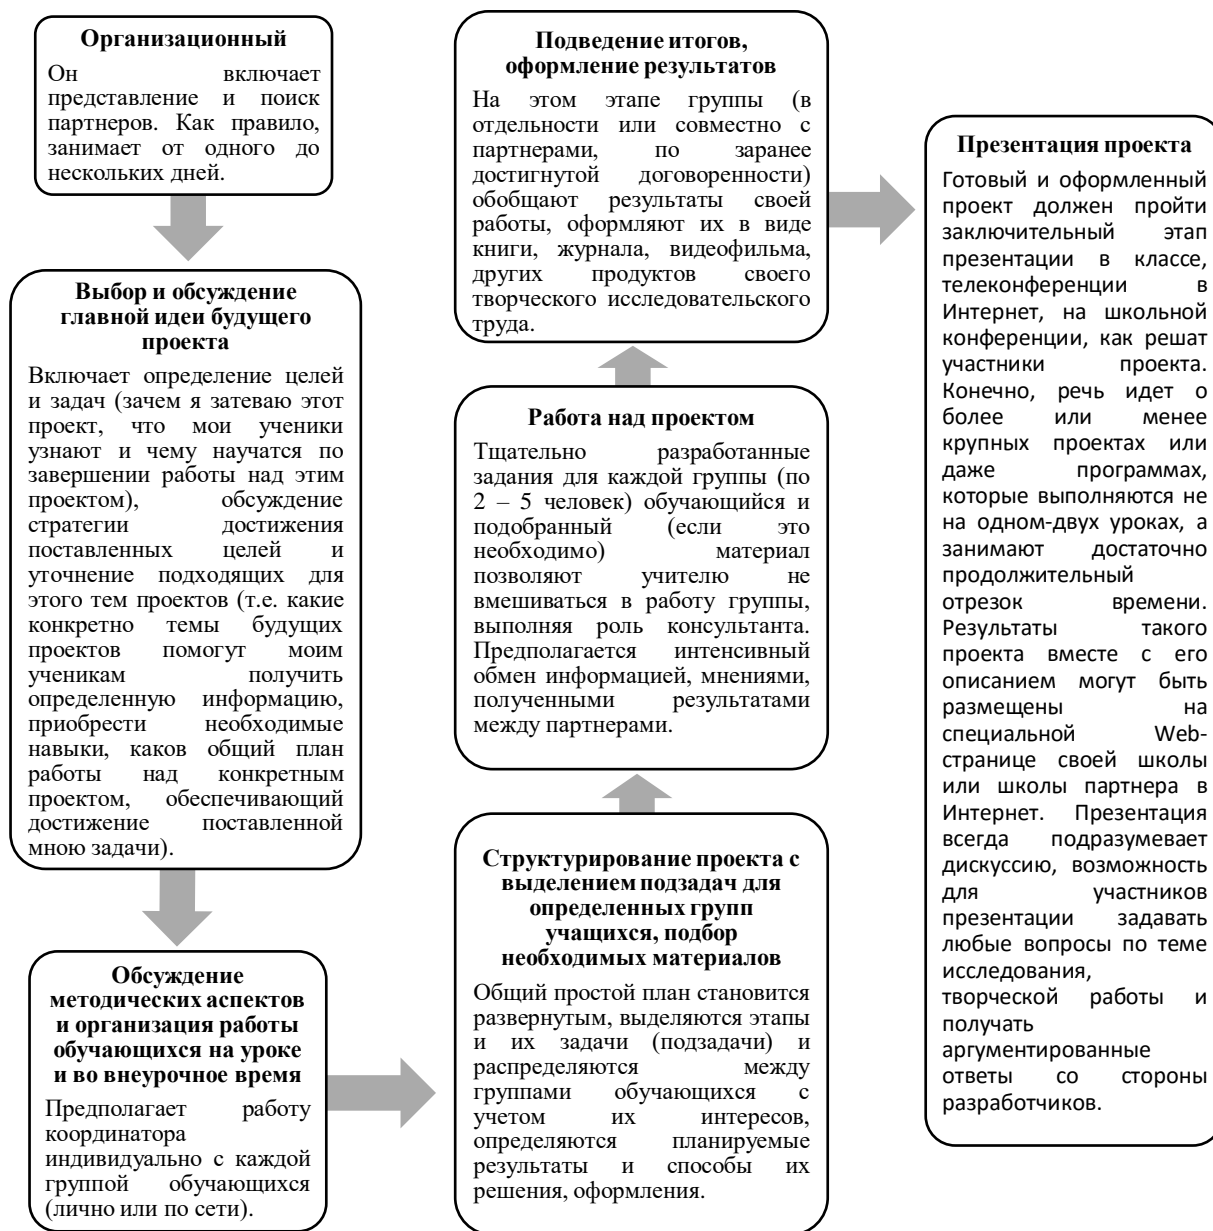 Организационный
Он включает
представление и поиск
партнеров. Как правило,
занимает от одного до
нескольких дней.
Выбор и обсуждение
главной идеи будущего
проекта
Включает определение целей
и задач (зачем я затеваю этот
проект, что мои ученики
узнают и чему научатся по
завершении работы над этим
проектом), обсуждение
стратегии достижения
поставленных целей и
уточнение подходящих для
этого тем проектов (т.е. какие
конкретно темы будущих
проектов помогут моим
ученикам получить
определенную информацию,
приобрести необходимые
навыки, каков общий план
работы над конкретным
проектом, обеспечивающий
достижение поставленной
мною задачи).
Обсуждение
методических аспектов
и организация работы
обучающихся на уроке
и во внеурочное время
Предполагает работу
координатора
индивидуально с каждой
группой обучающихся
(лично или по сети).
Структурирование проекта с
выделением подзадач для
определенных групп
учащихся, подбор
необходимых материалов
Общий простой план становится
развернутым, выделяются этапы
и их задачи (подзадачи) и
распределяются между
группами обучающихся с
учетом их интересов,
определяются планируемые
результаты и способы их
решения, оформления.
Работа над проектом
Тщательно разработанные
задания для каждой группы (по
2 – 5 человек) обучающийся и
подобранный (если это
необходимо) материал
позволяют учителю не
вмешиваться в работу группы,
выполняя роль консультанта.
Предполагается интенсивный
обмен информацией, мнениями,
полученными результатами
между партнерами.
Подведение итогов,
оформление результатов
На этом этапе группы (в
отдельности или совместно с
партнерами, по заранее
достигнутой договоренности)
обобщают результаты своей
работы, оформляют их в виде
книги, журнала, видеофильма,
других продуктов своего
творческого исследовательского
труда.
Презентация проекта
Готовый и оформленный
проект должен пройти
заключительный этап
презентации в классе,
телеконференции в
Интернет, на школьной
конференции, как решат
участники проекта.
Конечно, речь идет о
более или менее
крупных проектах или
даже программах,
которые выполняются не
на одном-двух уроках, а
занимают достаточно
продолжительный
отрезок времени.
Результаты такого
проекта вместе с его
описанием могут быть
размещены на
специальной Web-
странице своей школы
или школы партнера в
Интернет. Презентация
всегда подразумевает
дискуссию, возможность
для участников
презентации задавать
любые вопросы по теме
исследования,
творческой работы и
получать
аргументированные
ответы со стороны
разработчиков.